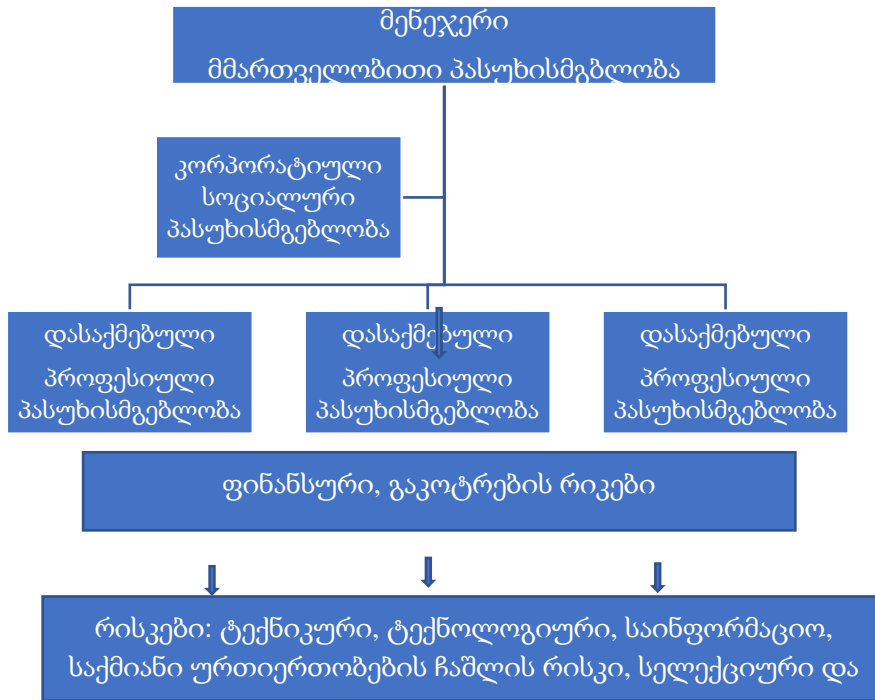 მენეჯერი
მმართველობითი პასუხისმგბლობა
კორპორატიული
სოციალური
პასუხისმგებლობა
დასაქმებული
პროფესიული
პასუხისმგებლობა
დასაქმებული
პროფესიული
პასუხისმგებლობა
დასაქმებული
პროფესიული
პასუხისმგებლობა
ფინანსური, გაკოტრების რიკები
რისკები: ტექნიკური, ტექნოლოგიური, საინფორმაციო,
საქმიანი ურთიერთობების ჩაშლის რისკი, სელექციური და